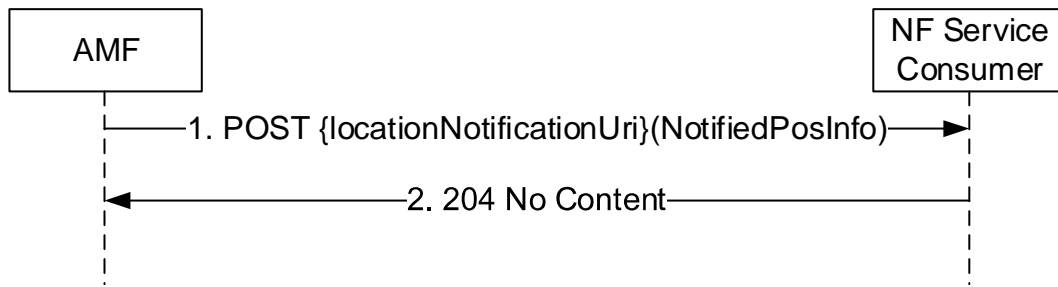 AMF
NF Service
Consumer
1. POST {locationNotificationUri}(NotifiedPosInfo)
2. 204 No Content